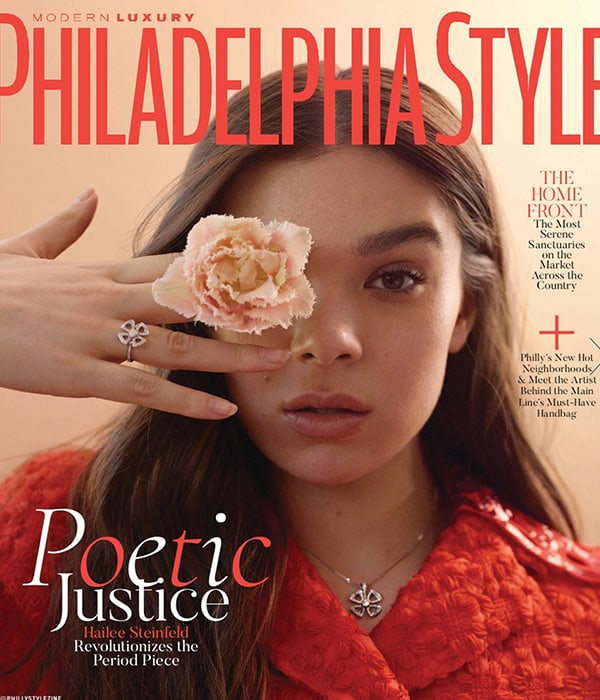 MODERN LUXURY
PHILADELPHIA STYLE
THE
HOME
FRONT
The Most
Serene
Sanctuaries
on the
Market
Across the
Country
+
Philly's New Hot
Neighborhoods
& Meet the Artist
Behind the Main
Line's Must-Have
Handbag
Poetic
Justice
Hailee Steinfeld
Revolutionizes the
Period Piece
@PHILLYSTYLEZINE